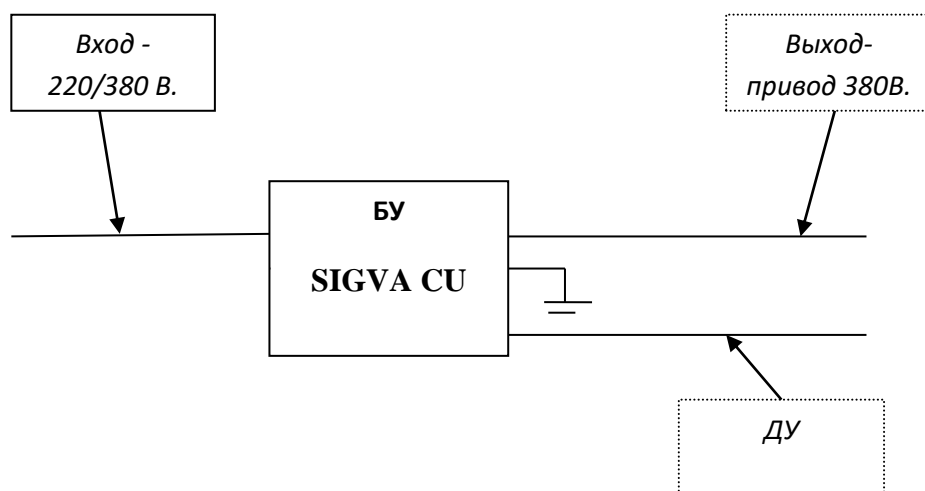 Вход -
220/380 В.
Выход-
привод 380В.
БУ
SIGVA CU
ДУ